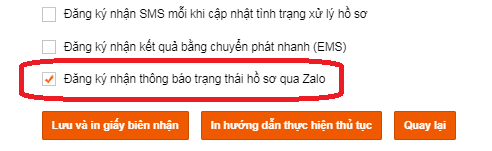 Đăng ký nhận SMS mỗi khi cập nhật tình trạng xử lý hồ sơ
Đăng ký nhận kết quả bằng chuyển phát nhanh (EMS)
Đăng ký nhận thông báo trạng thái hồ sơ qua Zalo
Lưu và in giấy biên nhận In hướng dẫn thực hiện thủ tục Quay lại